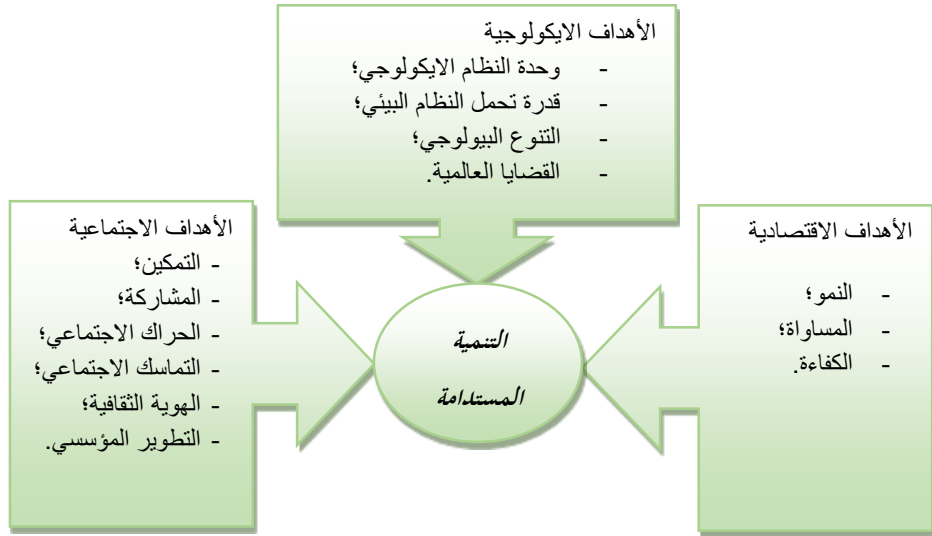 الأهداف الايكولوجية
- وحدة النظام الايكولوجي؛
- قدرة تحمل النظام البيئي؛
- التنوع البيولوجي؛
- القضايا العالمية.
الأهداف الاقتصادية
- النمو؛
- المساواة؛
- الكفاءة.
التنمية
المستدامة
الأهداف الاجتماعية
- التمكين؛
- المشاركة؛
- الحراك الاجتماعي؛
- التماسك الاجتماعي؛
- الهوية الثقافية؛
- التطوير المؤسسي.